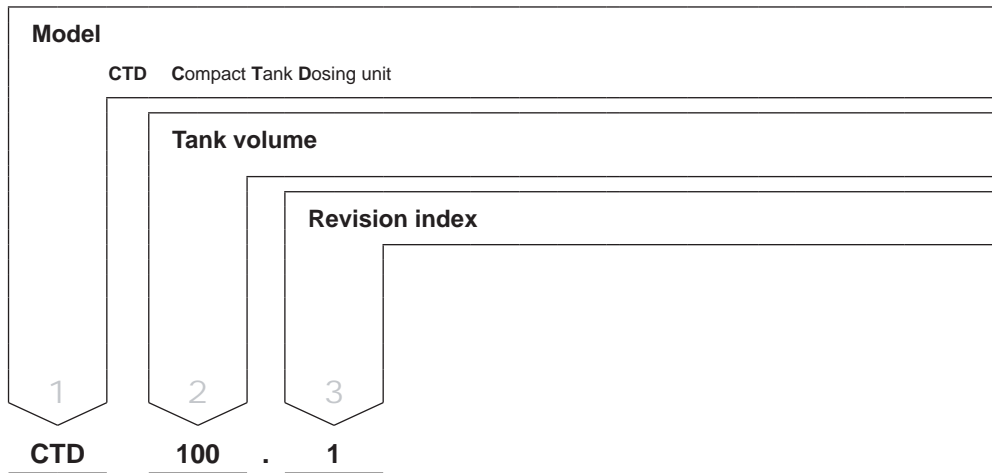 Model
CTD Compact Tank Dosing unit
Tank volume
Revision index
1 2 3
CTD 100 . 1